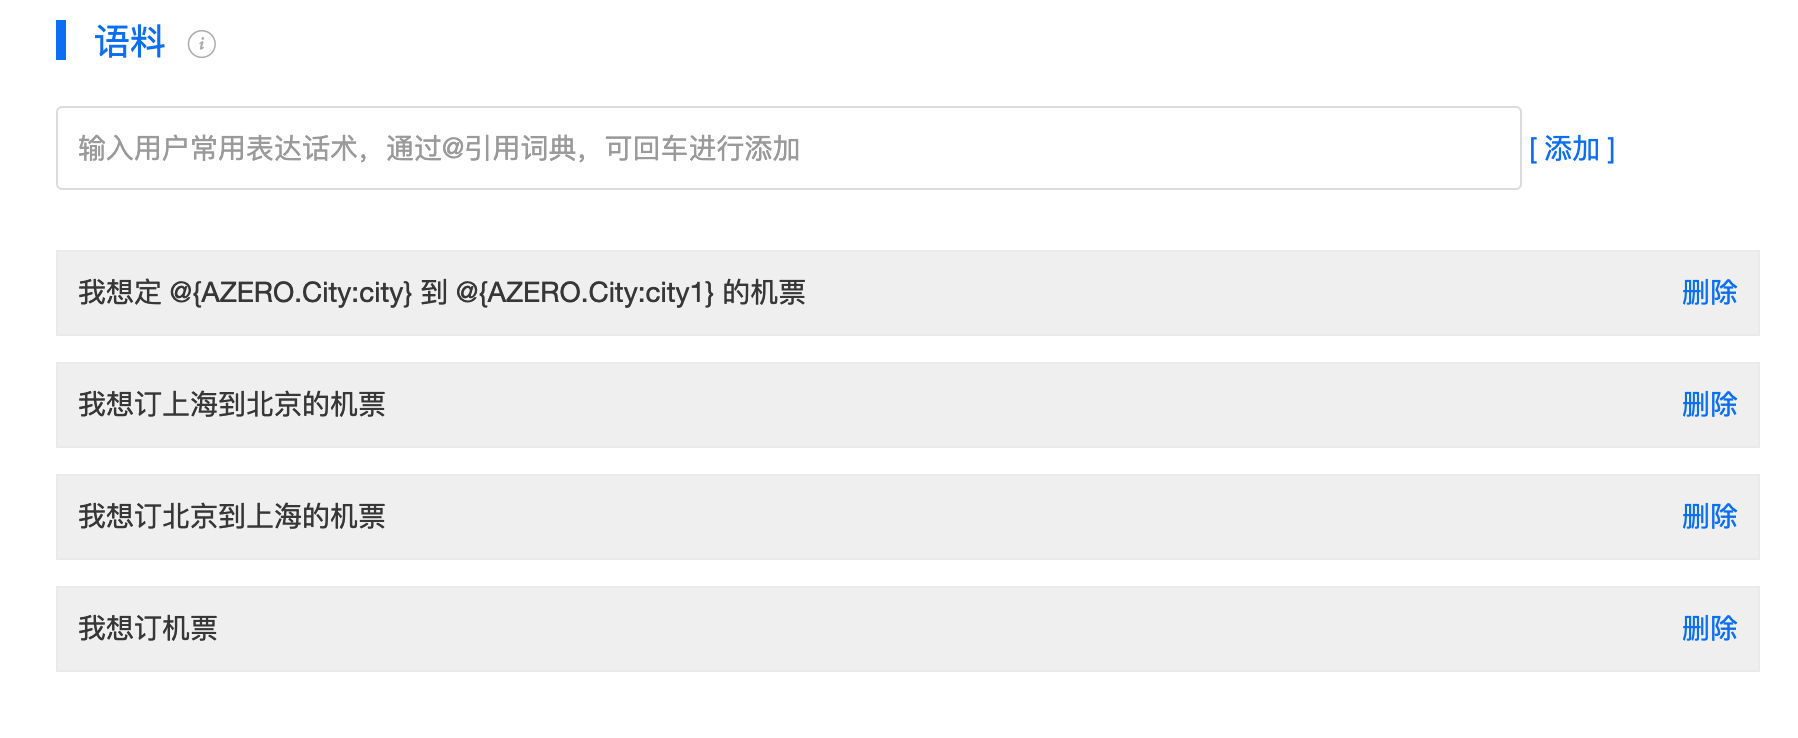 语料
输入用户常用表达话术，通过@引用词典，可回车进行添加 [ 添加 ]
我想定 @{AZERO.City:city} 到 @{AZERO.City:city1} 的机票 删除
我想订上海到北京的机票 删除
我想订北京到上海的机票 删除
我想订机票 删除